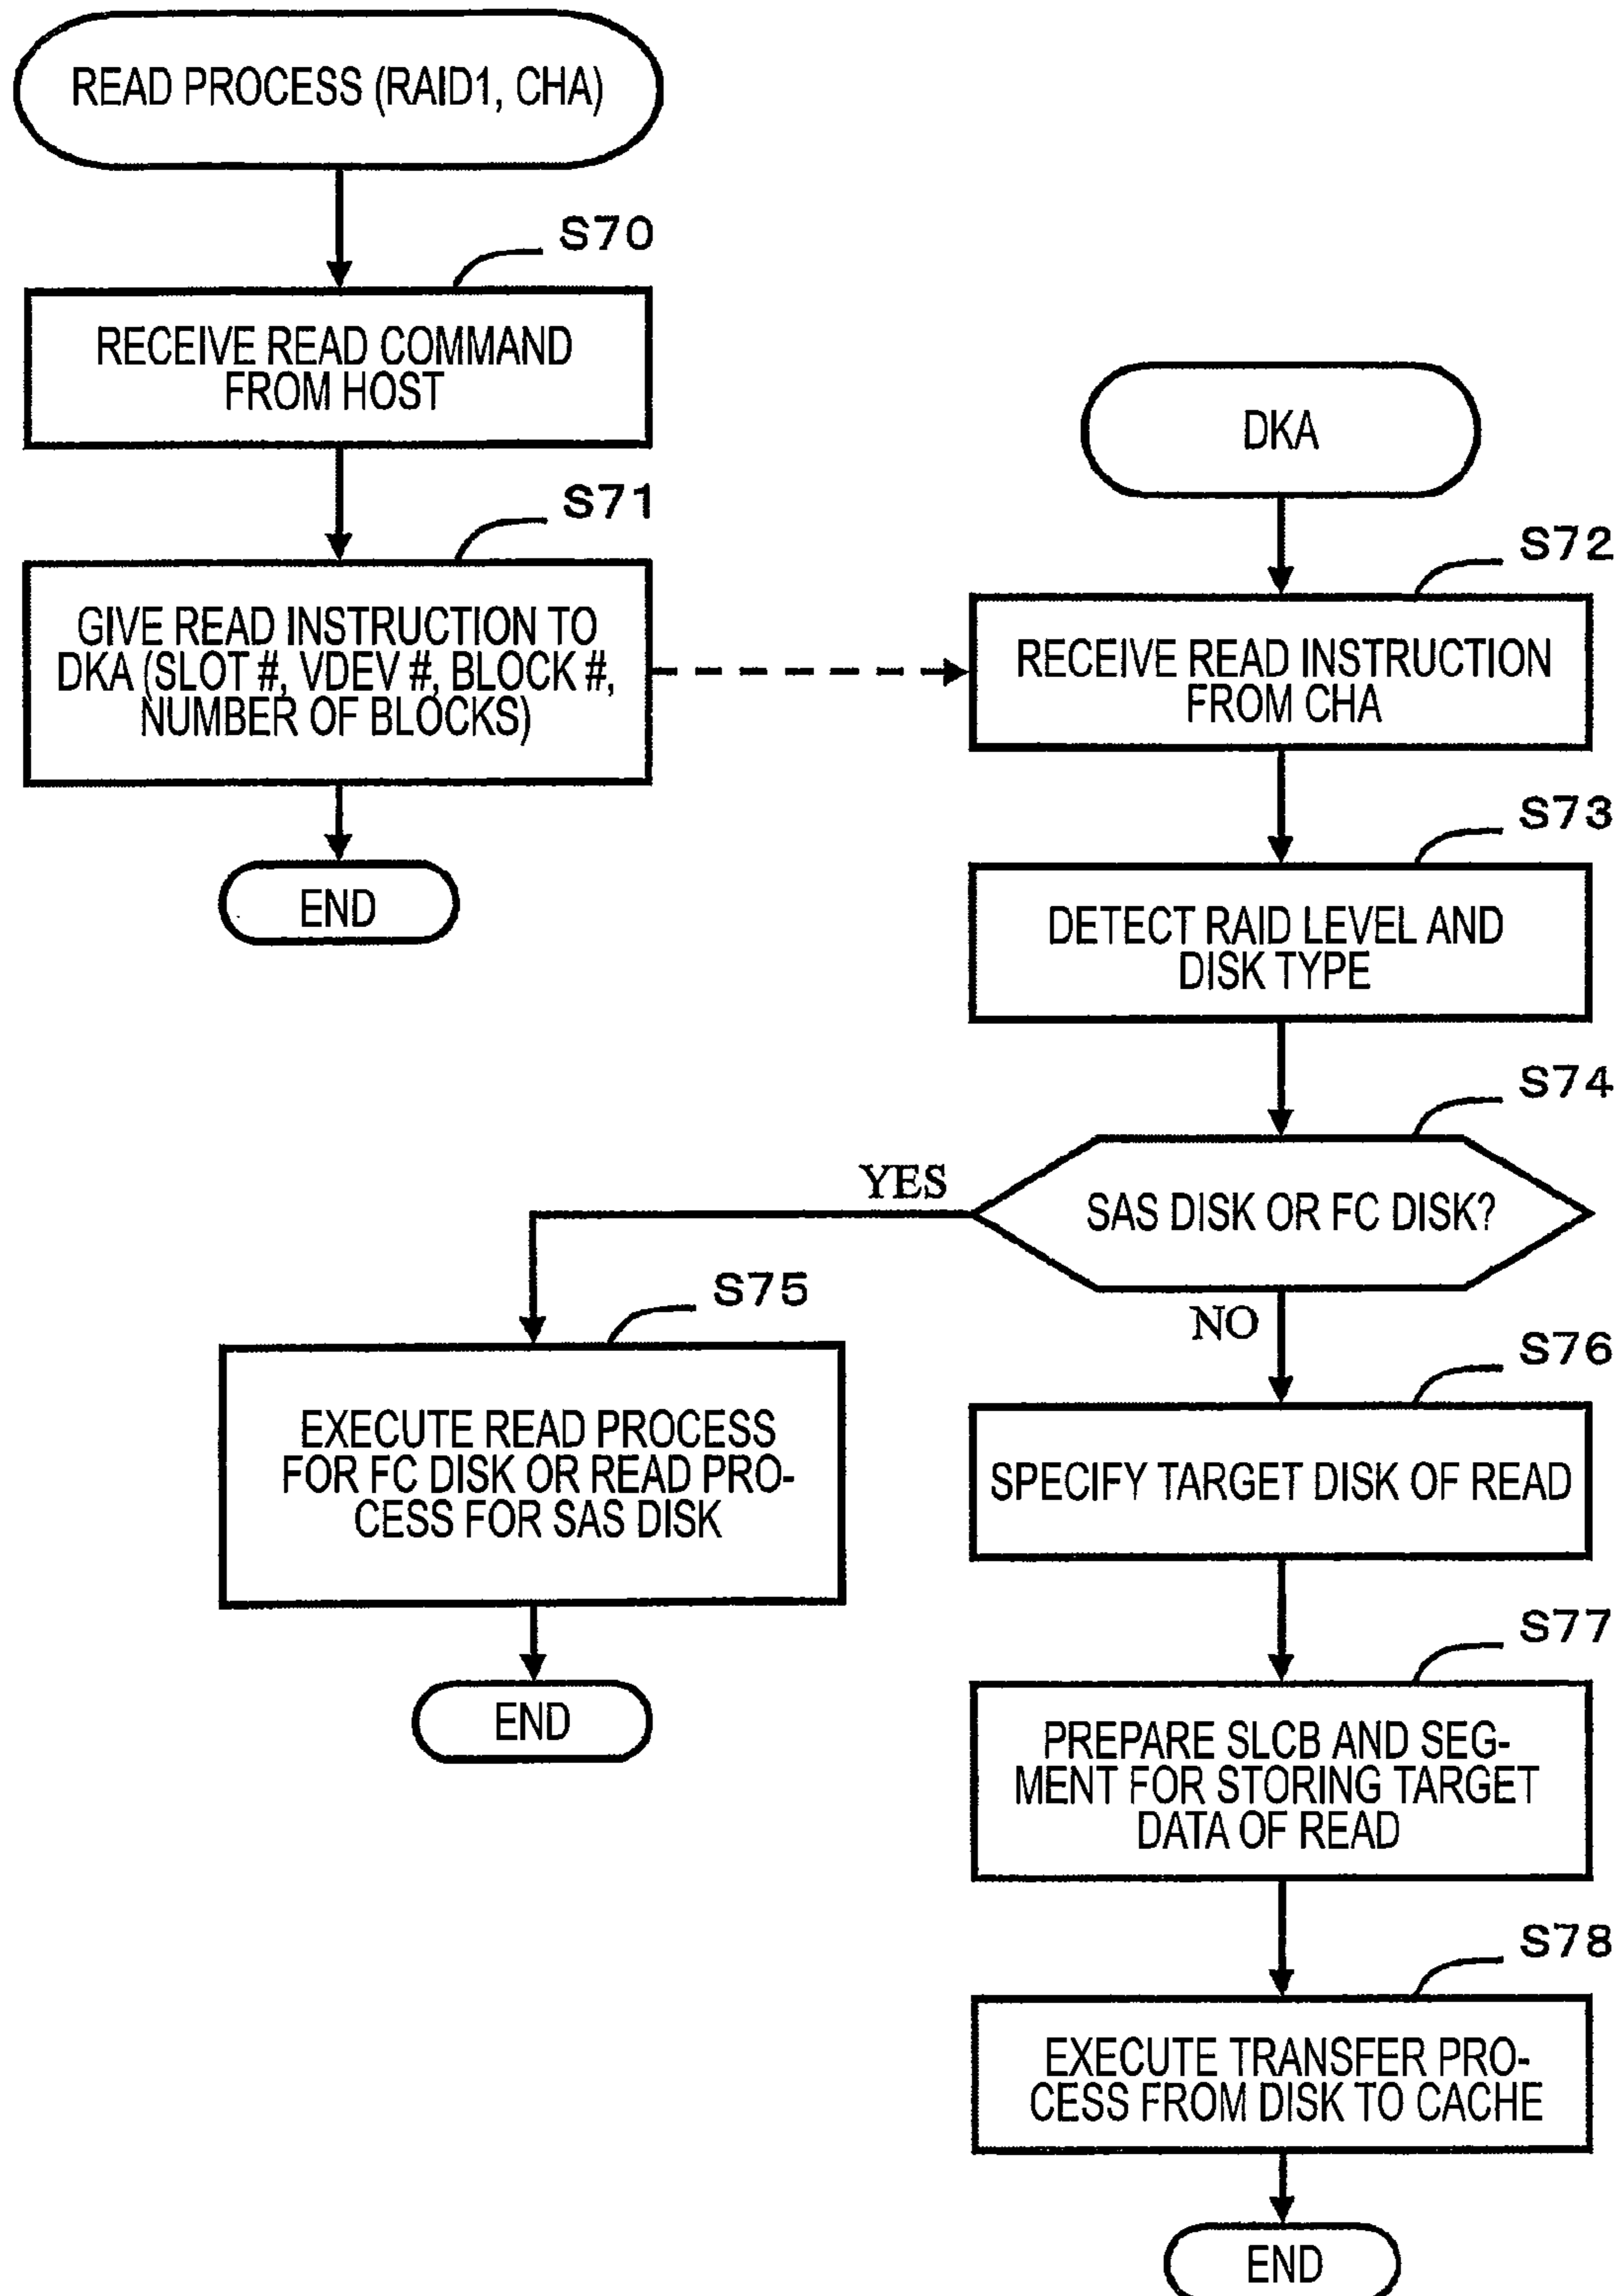 READ PROCESS (RAID1, CHA)
S70
RECEIVE READ COMMAND
FROM HOST
S71
GIVE READ INSTRUCTION TO
DKA (SLOT #, VDEV #, BLOCK #,
NUMBER OF BLOCKS)
END
DKA
S72
RECEIVE READ INSTRUCTION
FROM CHA
S73
DETECT RAID LEVEL AND
DISK TYPE
S74
SAS DISK OR FC DISK?
YES
S75
EXECUTE READ PROCESS
FOR FC DISK OR READ PRO-
CESS FOR SAS DISK
END
NO
S76
SPECIFY TARGET DISK OF READ
S77
PREPARE SLCB AND SEG-
MENT FOR STORING TARGET
DATA OF READ
S78
EXECUTE TRANSFER PRO-
CESS FROM DISK TO CACHE
END